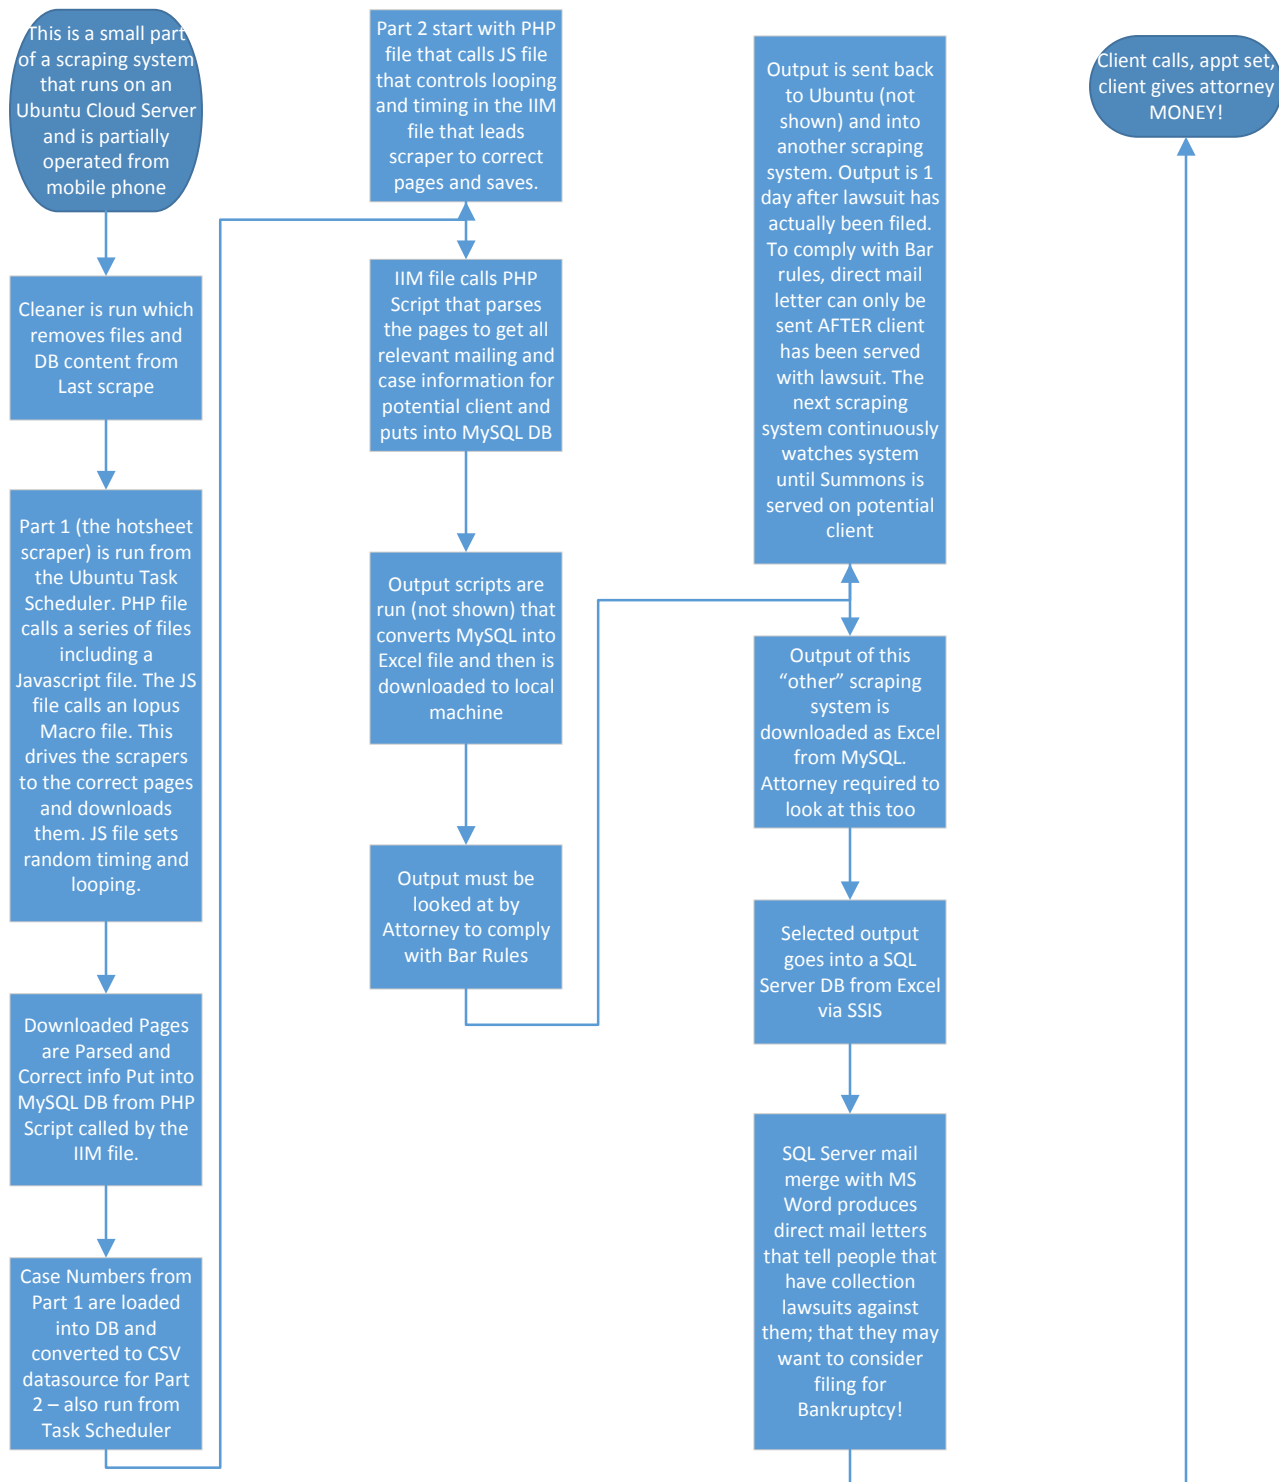 This is a small part
of a scraping system
that runs on an
Ubuntu Cloud Server
and is partially
operated from
mobile phone
Cleaner is run which
removes files and
DB content from
Last scrape
Part 1 (the hotsheet
scraper) is run from
the Ubuntu Task
Scheduler. PHP file
calls a series of files
including a
Javascript file. The JS
file calls an Iopus
Macro file. This
drives the scrapers
to the correct pages
and downloads
them. JS file sets
random timing and
looping.
Downloaded Pages
are Parsed and
Correct info Put into
MySQL DB from PHP
Script called by the
IIM file.
Case Numbers from
Part 1 are loaded
into DB and
converted to CSV
datasource for Part
2 – also run from
Task Scheduler
Part 2 start with PHP
file that calls JS file
that controls looping
and timing in the IIM
file that leads
scraper to correct
pages and saves.
IIM file calls PHP
Script that parses
the pages to get all
relevant mailing and
case information for
potential client and
puts into MySQL DB
Output scripts are
run (not shown) that
converts MySQL into
Excel file and then is
downloaded to local
machine
Output must be
looked at by
Attorney to comply
with Bar Rules
Output is sent back
to Ubuntu (not
shown) and into
another scraping
system. Output is 1
day after lawsuit has
actually been filed.
To comply with Bar
rules, direct mail
letter can only be
sent AFTER client
has been served
with lawsuit. The
next scraping
system continuously
watches system
until Summons is
served on potential
client
Output of this
“other” scraping
system is
downloaded as Excel
from MySQL.
Attorney required to
look at this too
Selected output
goes into a SQL
Server DB from Excel
via SSIS
SQL Server mail
merge with MS
Word produces
direct mail letters
that tell people that
have collection
lawsuits against
them; that they may
want to consider
filing for
Bankruptcy!
Client calls, appt set,
client gives attorney
MONEY!